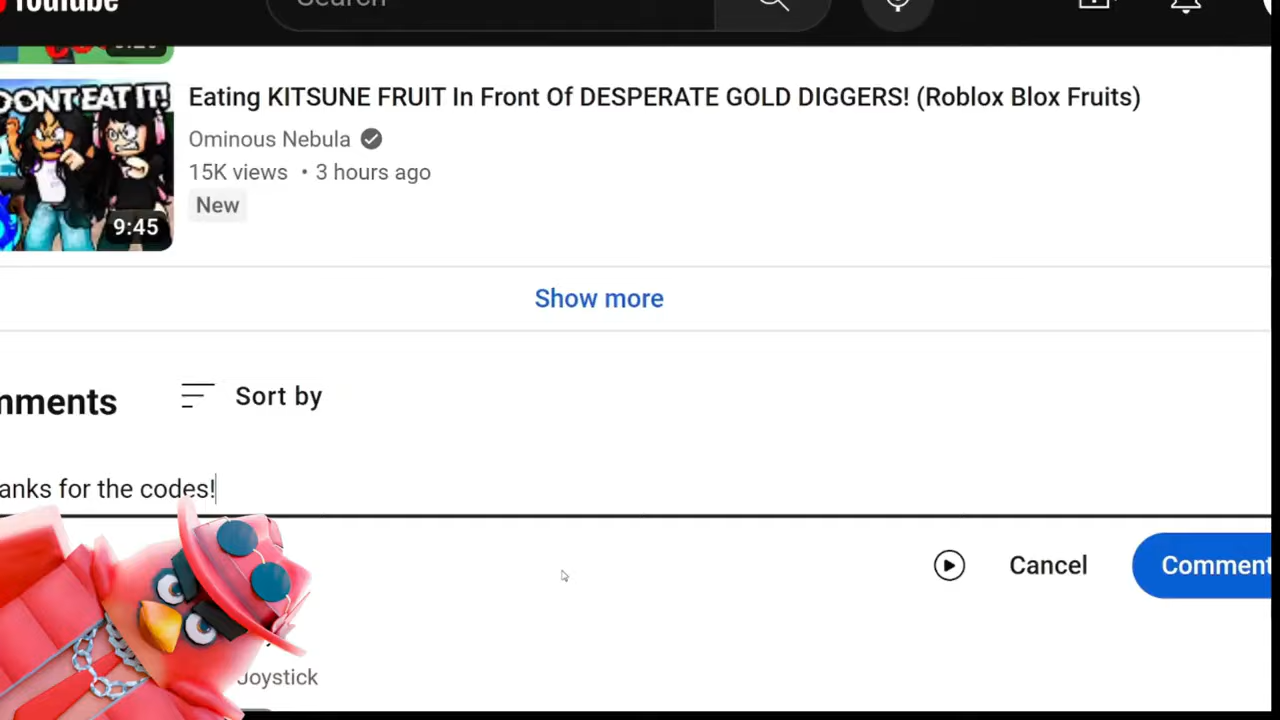 YouTube
Search
DONT EAT IT!
9:45
Eating KITSUNE FRUIT In Front Of DESPERATE GOLD DIGGERS! (Roblox Blox Fruits)
Ominous Nebula
15K views • 3 hours ago
New
Show more
mments
Sort by
anks for the codes!
Cancel
Comment
Joystick